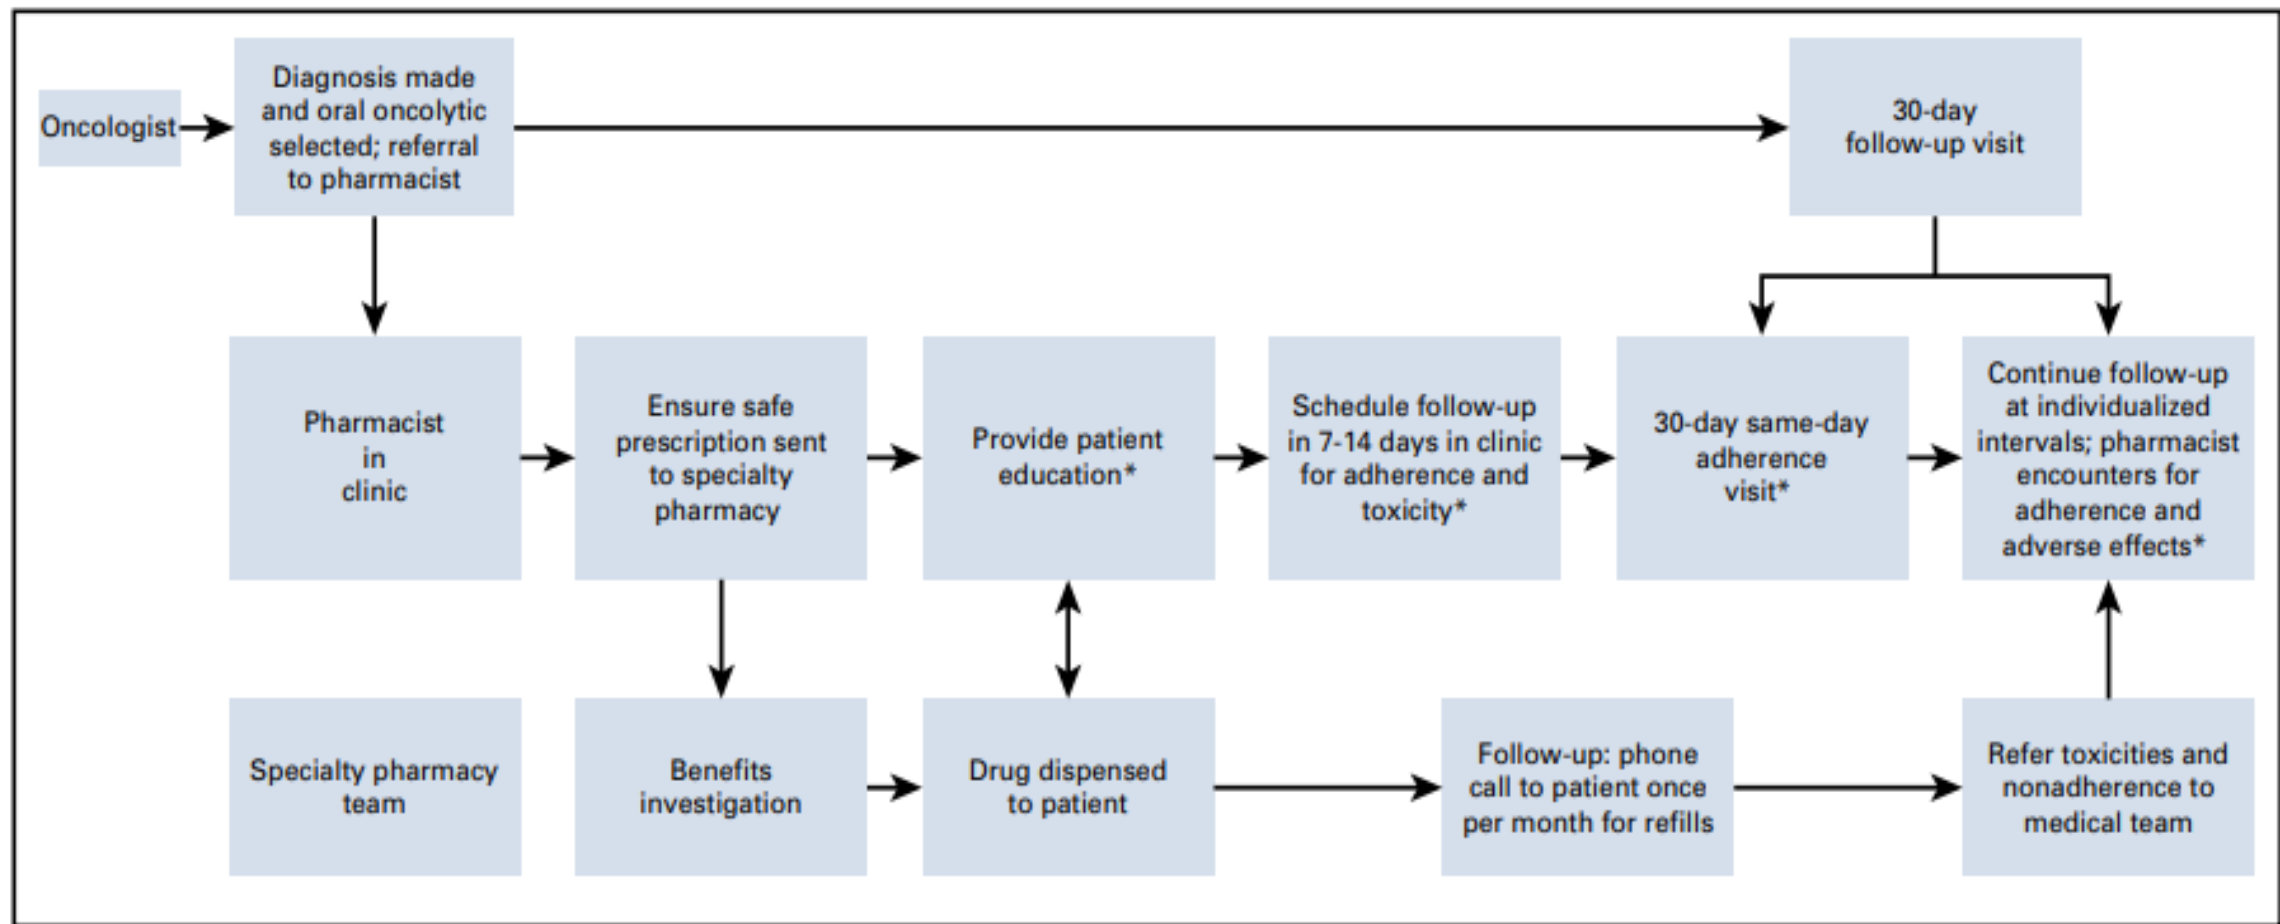 Oncologist
Diagnosis made
and oral oncolytic
selected; referral
to pharmacist
30-day
follow-up visit
Pharmacist
in
clinic
Ensure safe
prescription sent
to specialty
pharmacy
Provide patient
education*
Schedule follow-up
in 7-14 days in clinic
for adherence and
toxicity*
30-day same-day
adherence
visit*
Continue follow-up
at individualized
intervals; pharmacist
encounters for
adherence and
adverse effects*
Specialty pharmacy
team
Benefits
investigation
Drug dispensed
to patient
Follow-up: phone
call to patient once
per month for refills
Refer toxicities and
nonadherence to
medical team